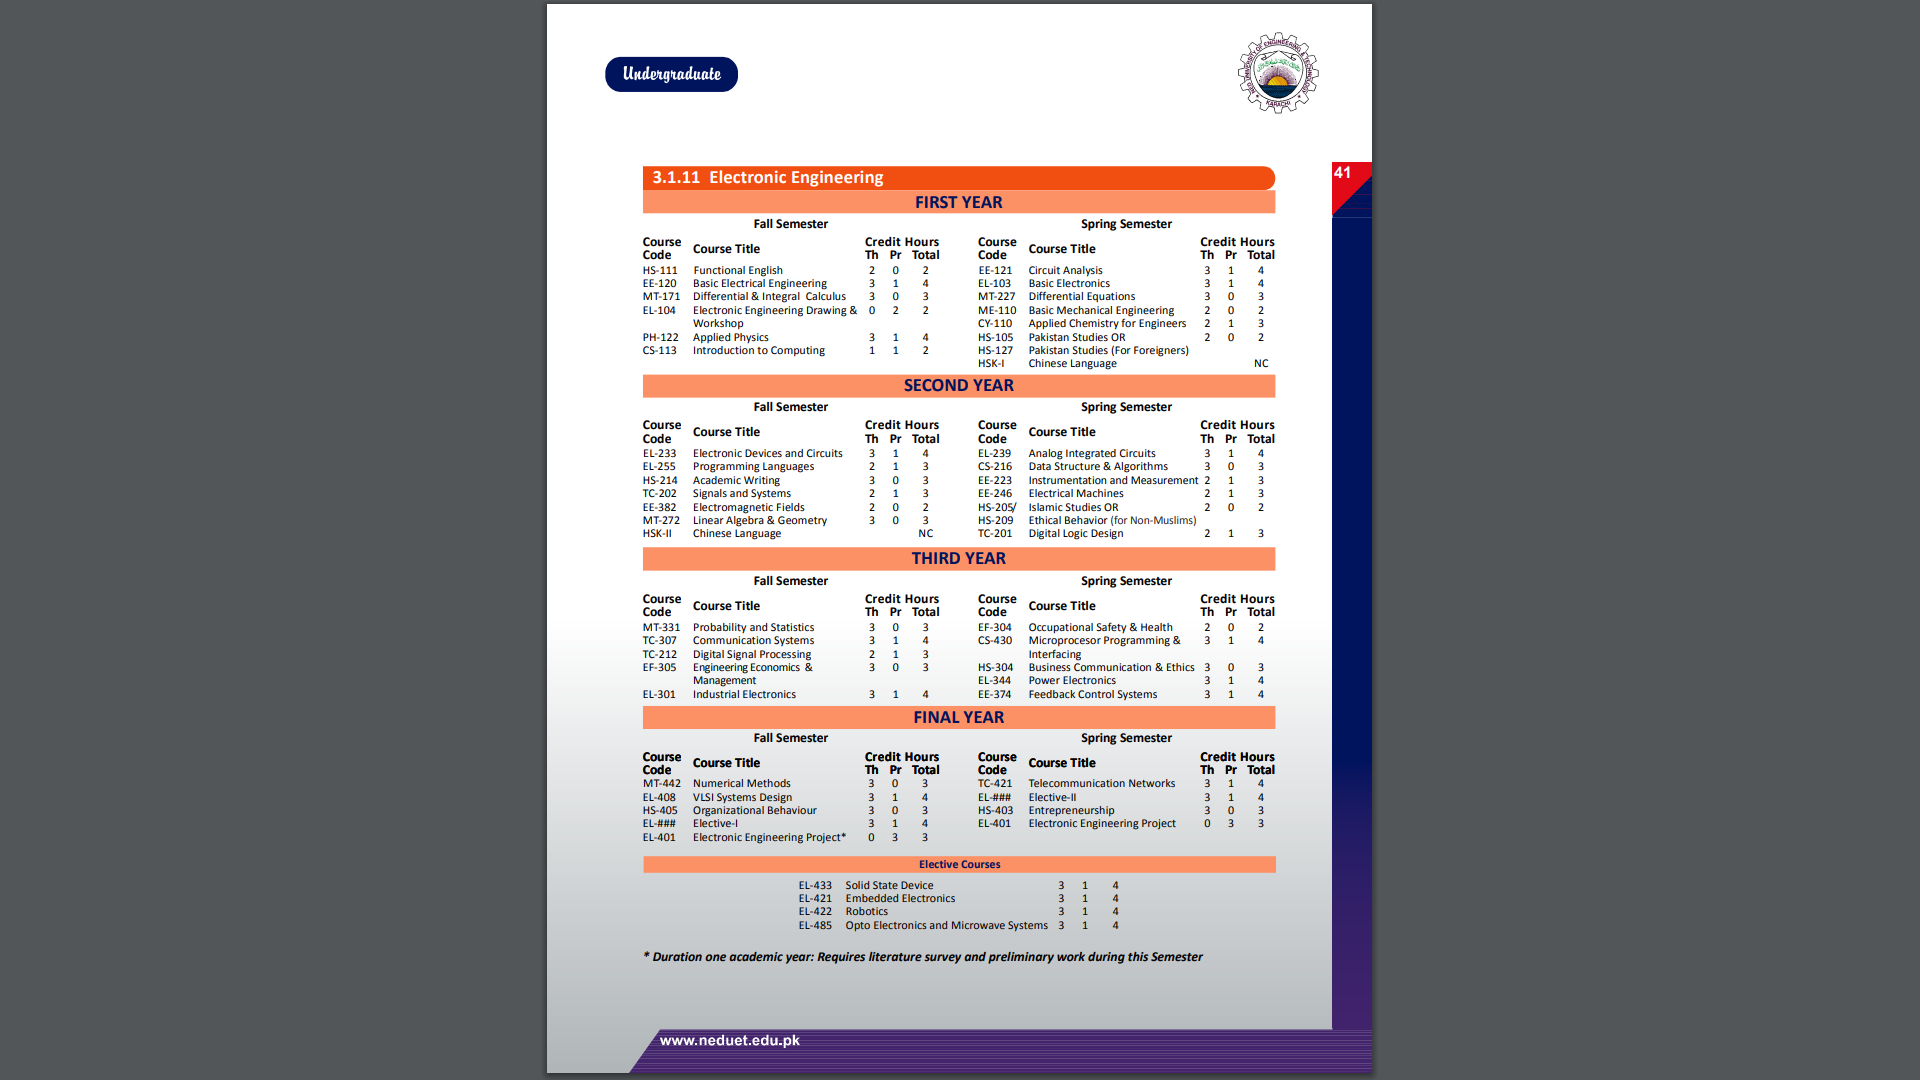 Undergraduate
NED UNIVERSITY OF ENGINEERING & TECHNOLOGY
KARACHI
41
3.1.11 Electronic Engineering
FIRST YEAR
Fall Semester
Course Code Course Title Credit Hours Th Pr Total
HS-111 Functional English 2 0 2
EE-120 Basic Electrical Engineering 3 1 4
MT-171 Differential & Integral Calculus 3 0 3
EL-104 Electronic Engineering Drawing & 0 2 2
Workshop
PH-122 Applied Physics 3 1 4
CS-113 Introduction to Computing 1 1 2
Spring Semester
Course Code Course Title Credit Hours Th Pr Total
EE-121 Circuit Analysis 3 1 4
EL-103 Basic Electronics 3 1 4
MT-227 Differential Equations 3 0 3
ME-110 Basic Mechanical Engineering 2 0 2
CY-110 Applied Chemistry for Engineers 2 1 3
HS-105 Pakistan Studies OR 2 0 2
HS-127 Pakistan Studies (For Foreigners)
HSK-I Chinese Language NC
SECOND YEAR
Fall Semester
Course Code Course Title Credit Hours Th Pr Total
EL-233 Electronic Devices and Circuits 3 1 4
EL-255 Programming Languages 2 1 3
HS-214 Academic Writing 3 0 3
TC-202 Signals and Systems 2 1 3
EE-382 Electromagnetic Fields 2 0 2
MT-272 Linear Algebra & Geometry 3 0 3
HSK-II Chinese Language NC
Spring Semester
Course Code Course Title Credit Hours Th Pr Total
EL-239 Analog Integrated Circuits 3 1 4
CS-216 Data Structure & Algorithms 3 0 3
EE-223 Instrumentation and Measurement 2 1 3
EE-246 Electrical Machines 2 1 3
HS-205/ Islamic Studies OR 2 0 2
HS-209 Ethical Behavior (for Non-Muslims)
TC-201 Digital Logic Design 2 1 3
THIRD YEAR
Fall Semester
Course Code Course Title Credit Hours Th Pr Total
MT-331 Probability and Statistics 3 0 3
TC-307 Communication Systems 3 1 4
TC-212 Digital Signal Processing 2 1 3
EF-305 Engineering Economics & 3 0 3
Management
EL-301 Industrial Electronics 3 1 4
Spring Semester
Course Code Course Title Credit Hours Th Pr Total
EF-304 Occupational Safety & Health 2 0 2
CS-430 Microprocesor Programming & 3 1 4
Interfacing
HS-304 Business Communication & Ethics 3 0 3
EL-344 Power Electronics 3 1 4
EE-374 Feedback Control Systems 3 1 4
FINAL YEAR
Fall Semester
Course Code Course Title Credit Hours Th Pr Total
MT-442 Numerical Methods 3 0 3
EL-408 VLSI Systems Design 3 1 4
HS-405 Organizational Behaviour 3 0 3
EL-### Elective-I 3 1 4
EL-401 Electronic Engineering Project* 0 3 3
Spring Semester
Course Code Course Title Credit Hours Th Pr Total
TC-421 Telecommunication Networks 3 1 4
EL-### Elective-II 3 1 4
HS-403 Entrepreneurship 3 0 3
EL-401 Electronic Engineering Project 0 3 3
Elective Courses
EL-433 Solid State Device 3 1 4
EL-421 Embedded Electronics 3 1 4
EL-422 Robotics 3 1 4
EL-485 Opto Electronics and Microwave Systems 3 1 4
* Duration one academic year: Requires literature survey and preliminary work during this Semester
www.neduet.edu.pk